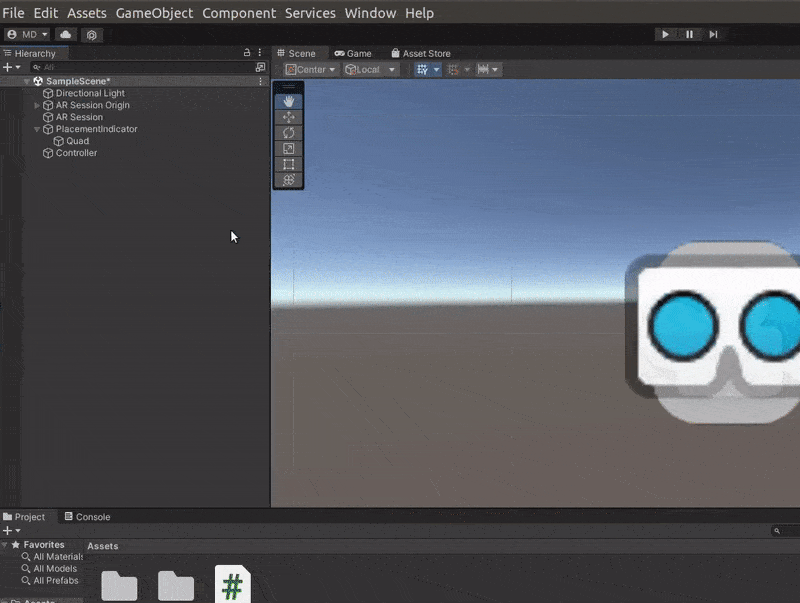 File Edit Assets GameObject Component Services Window Help
MD
Hierarchy
Scene Game Asset Store
All
Center Local
SampleScene*
Directional Light
AR Session Origin
AR Session
PlacementIndicator
Quad
Controller
Project Console
Favorites Assets
All Materials
All Models
All Prefabs
Assets
#